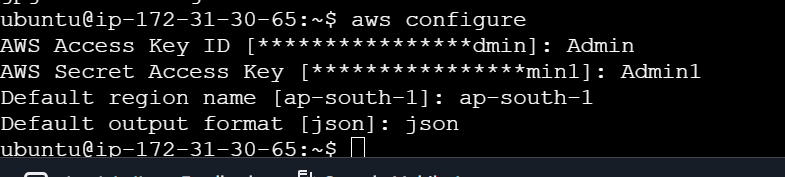 ubuntu@ip-172-31-30-65:~$ aws configure
AWS Access Key ID [****************dmin]: Admin
AWS Secret Access Key [****************min1]: Admin1
Default region name [ap-south-1]: ap-south-1
Default output format [json]: json
ubuntu@ip-172-31-30-65:~$